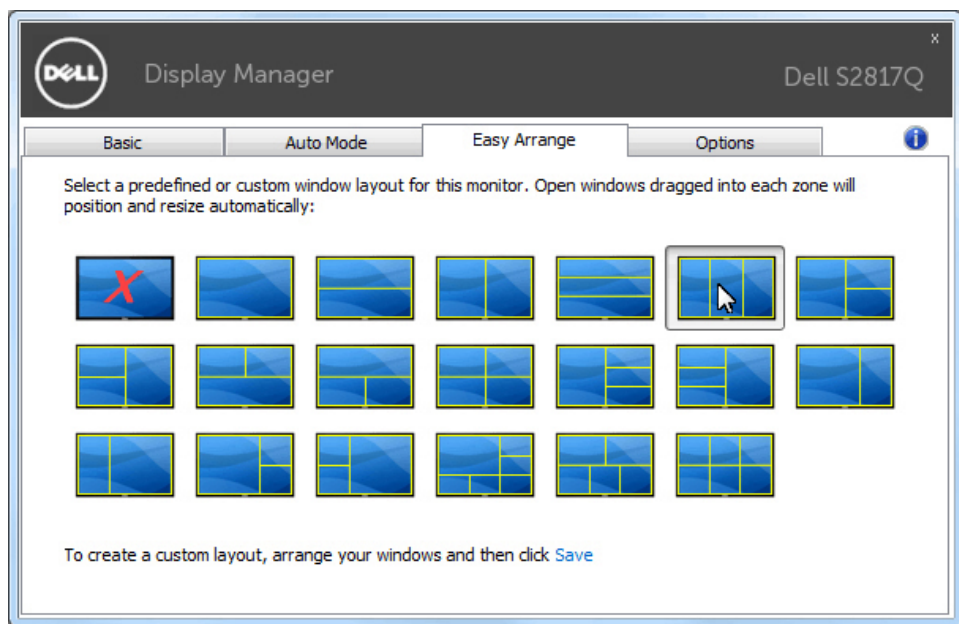 x
DELL
Display Manager
Dell S2817Q
Basic
Auto Mode
Easy Arrange
Options
i
Select a predefined or custom window layout for this monitor. Open windows dragged into each zone will
position and resize automatically:
X
To create a custom layout, arrange your windows and then click Save